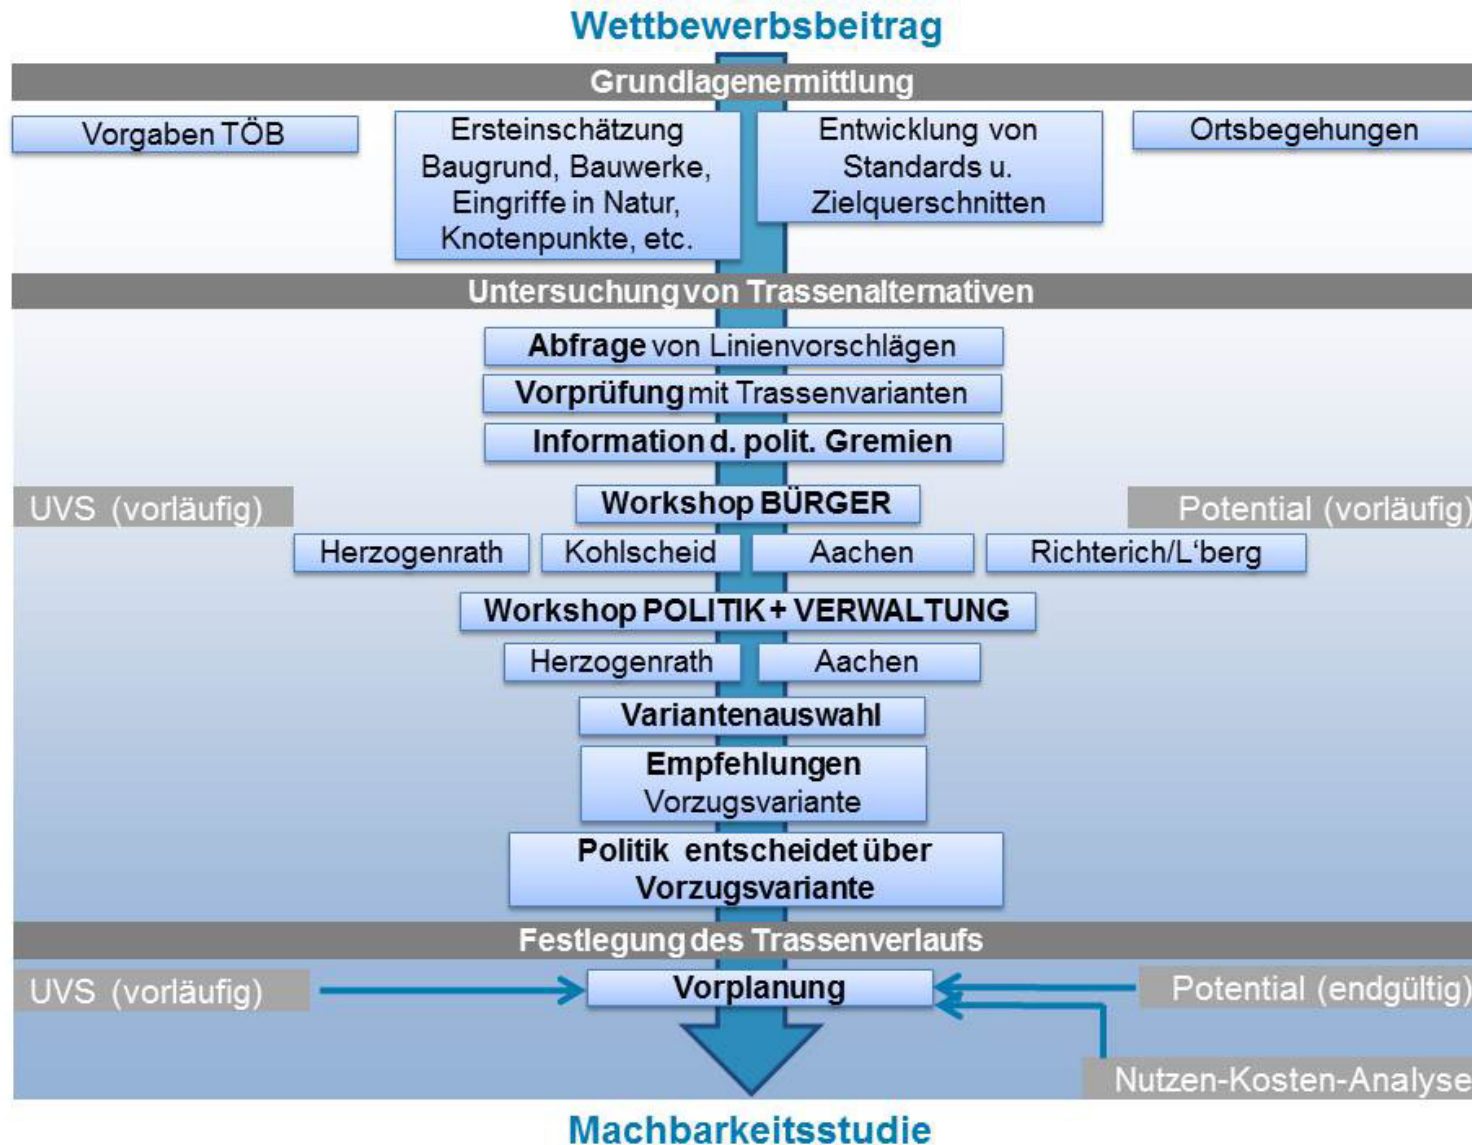 Wettbewerbsbeitrag
Grundlagenermittlung
Vorgaben TÖB
Ersteinschätzung
Baugrund, Bauwerke,
Eingriffe in Natur,
Knotenpunkte, etc.
Entwicklung von
Standards u.
Zielquerschnitten
Ortsbegehungen
Untersuchung von Trassenalternativen
Abfrage von Linienvorschlägen
Vorprüfung mit Trassenvarianten
Information d. polit. Gremien
UVS (vorläufig)
Workshop BÜRGER
Potential (vorläufig)
Herzogenrath
Kohlscheid
Aachen
Richterich/L‘berg
Workshop POLITIK + VERWALTUNG
Herzogenrath
Aachen
Variantenauswahl
Empfehlungen
Vorzugsvariante
Politik entscheidet über
Vorzugsvariante
Festlegung des Trassenverlaufs
UVS (vorläufig)
Vorplanung
Potential (endgültig)
Nutzen-Kosten-Analyse
Machbarkeitsstudie